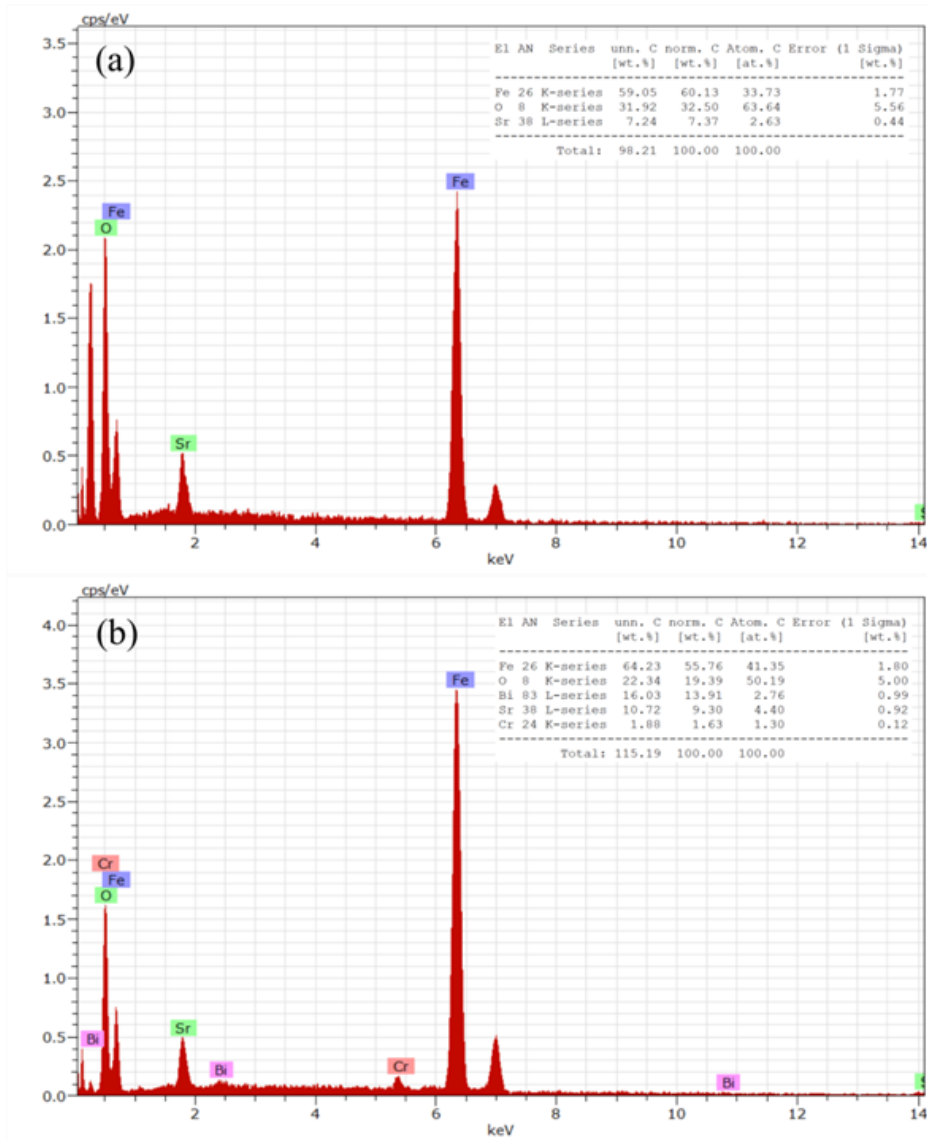 cps/eV
(a)
El AN Series unn. C norm. C Atom. C Error (1 Sigma)
[wt.%] [wt.%] [at.%] [wt.%]
Fe 26 K-series 59.05 60.13 33.73 1.77
O 8 K-series 31.92 32.50 63.64 5.56
Sr 38 L-series 7.24 7.37 2.63 0.44
Total: 98.21 100.00 100.00
3.5
3.0
2.5
2.0
1.5
1.0
0.5
0.0
Fe
O
Sr
Fe
S
2 4 6 8 10 12 14
keV
cps/eV
(b)
El AN Series unn. C norm. C Atom. C Error (1 Sigma)
[wt.%] [wt.%] [at.%] [wt.%]
Fe 26 K-series 64.23 55.76 41.35 1.80
O 8 K-series 22.34 19.39 50.19 5.00
Bi 83 L-series 16.03 13.91 2.76 0.99
Sr 38 L-series 10.72 9.30 4.40 0.92
Cr 24 K-series 1.88 1.63 1.30 0.12
Total: 115.19 100.00 100.00
4.0
3.5
3.0
2.5
2.0
1.5
1.0
0.5
0.0
Fe
Cr
Fe
O
Bi
Sr
Bi
Cr
Bi
S
2 4 6 8 10 12 14
keV